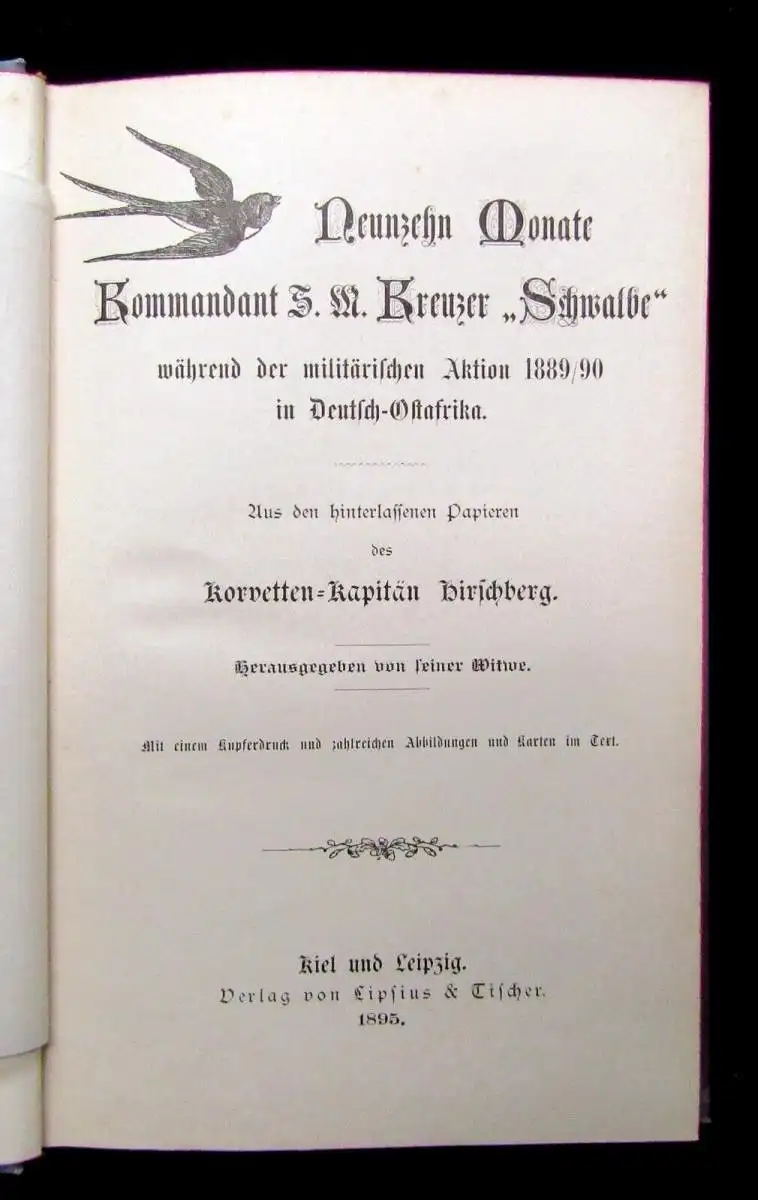 Neunzehn Monate
Kommandant S. M. Kreuzer „Schwalbe“
während der militäriſchen Aktion 1889/90
in Deutſch-Oſtafrika.
Aus den hinterlaſſenen Papieren
des
Korvetten-Kapitän Hirſchberg.
Herausgegeben von ſeiner Witwe.
Mit einem Kupferdruck und zahlreichen Abbildungen und Karten im Text.
Kiel und Leipzig.
Verlag von Lipſius & Tiſcher.
1895.